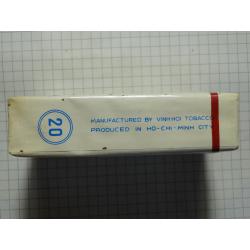 20
MANUFACTURED BY VINHHOI TOBACCO
PRODUCED IN HO-CHI-MINH CITY